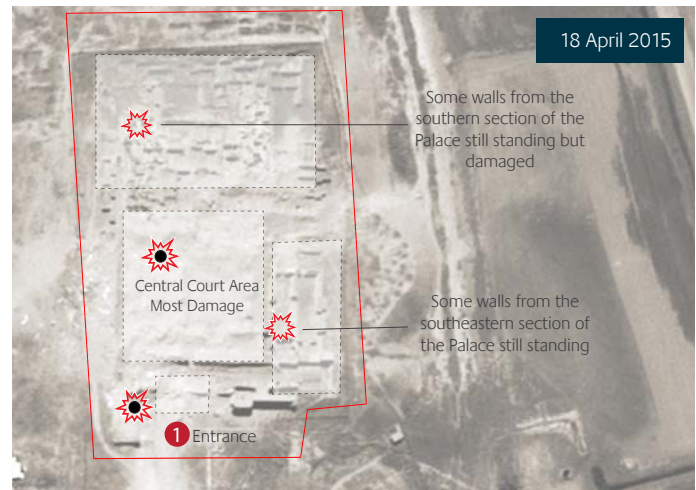 18 April 2015
Some walls from the
southern section of the
Palace still standing but
damaged
Central Court Area
Most Damage
Some walls from the
southeastern section of
the Palace still standing
1 Entrance